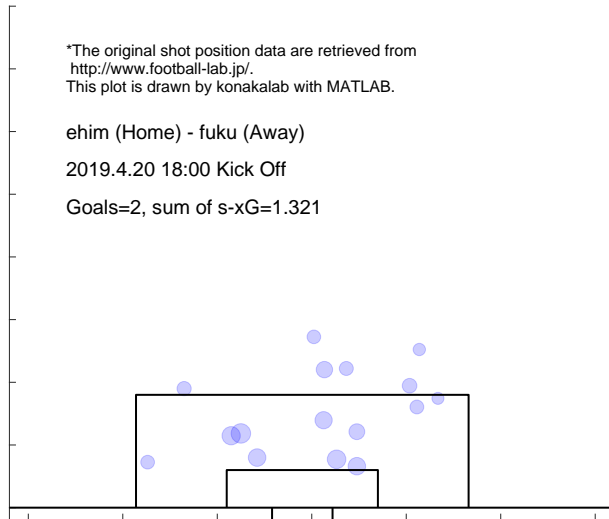 *The original shot position data are retrieved from
http://www.football-lab.jp/.
This plot is drawn by konakalab with MATLAB.
ehim (Home) - fuku (Away)
2019.4.20 18:00 Kick Off
Goals=2, sum of s-xG=1.321